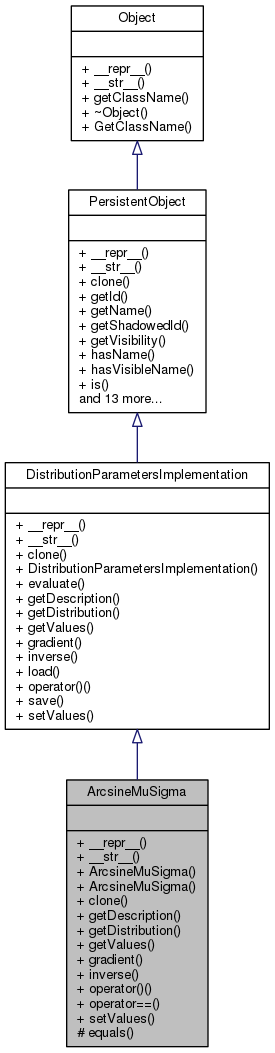 Object
+ __repr__()
+ __str__()
+ getClassName()
+ ~Object()
+ GetClassName()
PersistentObject
+ __repr__()
+ __str__()
+ clone()
+ getId()
+ getName()
+ getShadowedId()
+ getVisibility()
+ hasName()
+ hasVisibleName()
+ is()
and 13 more...
DistributionParametersImplementation
+ __repr__()
+ __str__()
+ clone()
+ DistributionParametersImplementation()
+ evaluate()
+ getDescription()
+ getDistribution()
+ getValues()
+ gradient()
+ inverse()
+ load()
+ operator()()
+ save()
+ setValues()
ArcsineMuSigma
+ __repr__()
+ __str__()
+ ArcsineMuSigma()
+ ArcsineMuSigma()
+ clone()
+ getDescription()
+ getDistribution()
+ getValues()
+ gradient()
+ inverse()
+ operator()()
+ operator==()
+ setValues()
# equals()